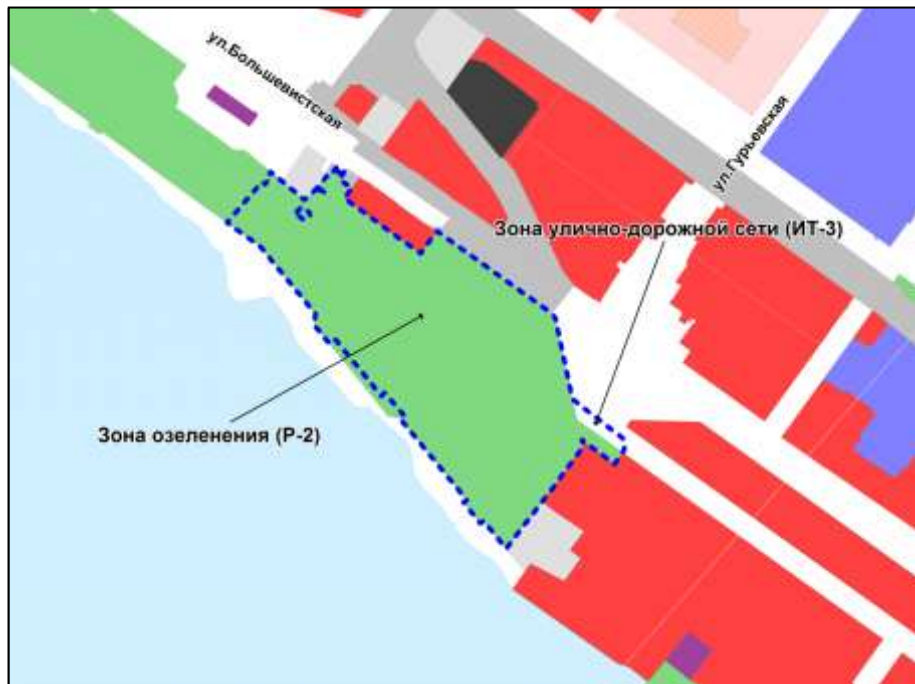 ул.Большевистская
ул.Гурьевская
Зона улично-дорожной сети (ИТ-3)
Зона озеленения (Р-2)